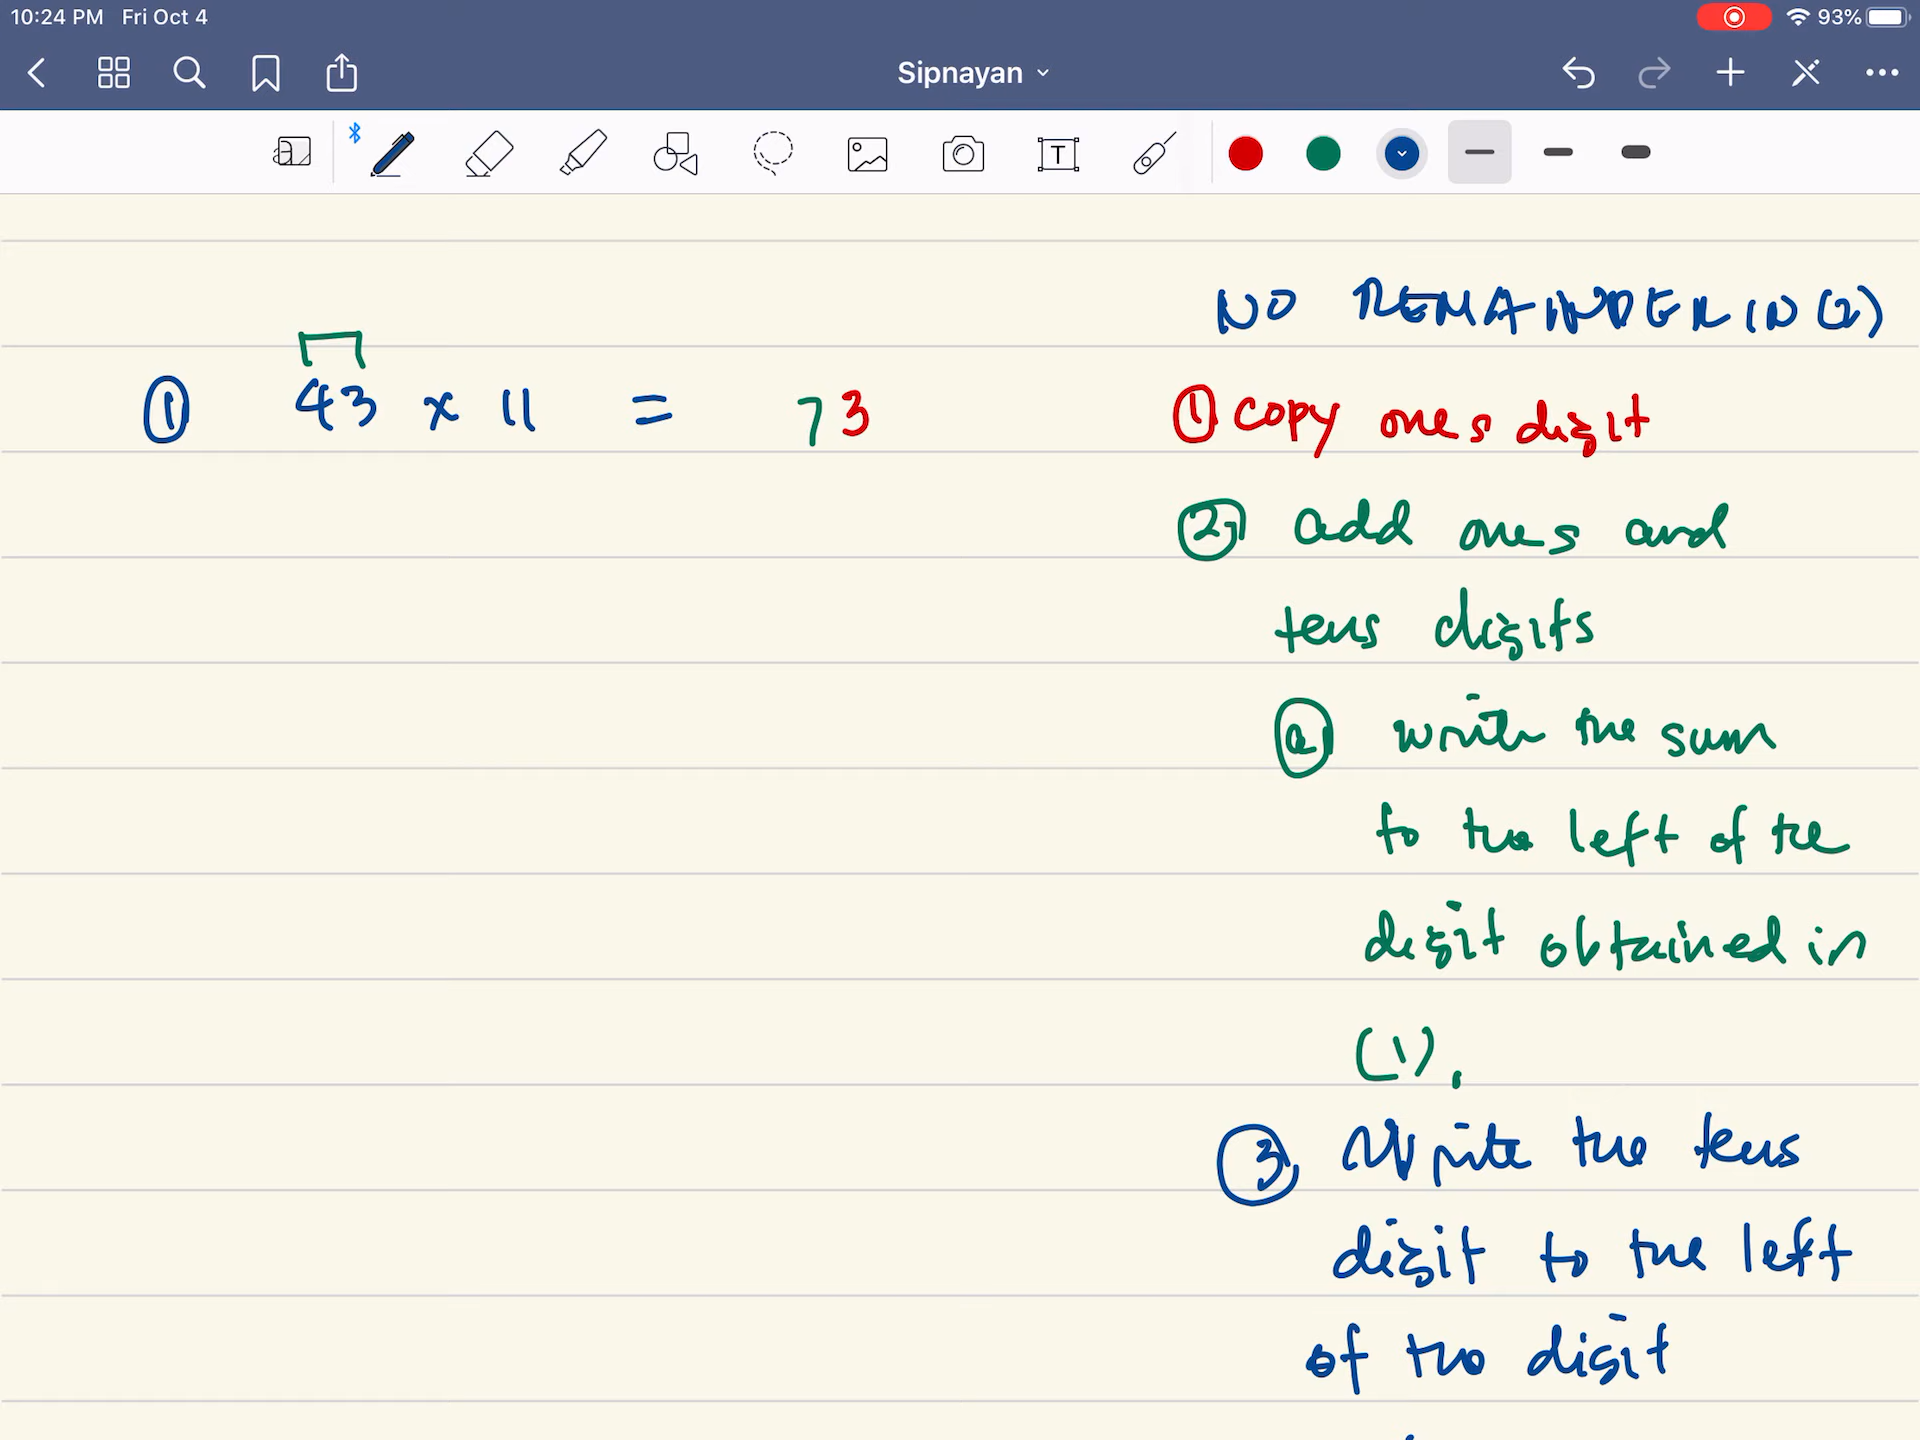 10:24 PM Fri Oct 4
93%
Sipnayan
T
NO REMAINDER IN (2)
① 43 x 11 = 73
① copy ones digit
② add ones and
tens digits
ⓐ write the sum
to the left of the
digit obtained in
(1).
③ Write the tens
digit to the left
of the digit